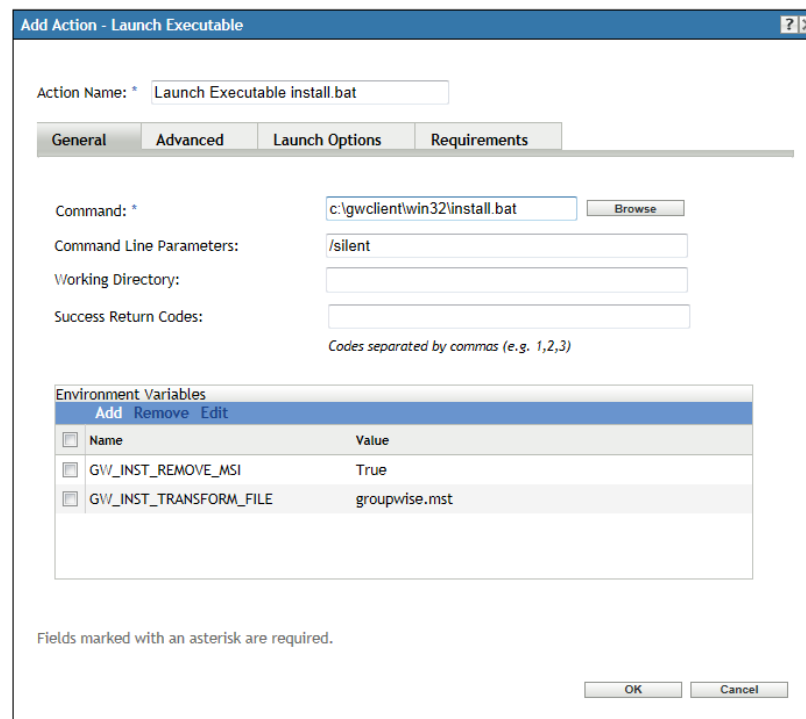 Add Action - Launch Executable ?
Action Name: * Launch Executable install.bat
General Advanced Launch Options Requirements
Command: * c:\gwclient\win32\install.bat Browse
Command Line Parameters: /silent
Working Directory:
Success Return Codes:
Codes separated by commas (e.g. 1,2,3)
Environment Variables
Add Remove Edit
Name Value
GW_INST_REMOVE_MSI True
GW_INST_TRANSFORM_FILE groupwise.mst
Fields marked with an asterisk are required.
OK Cancel